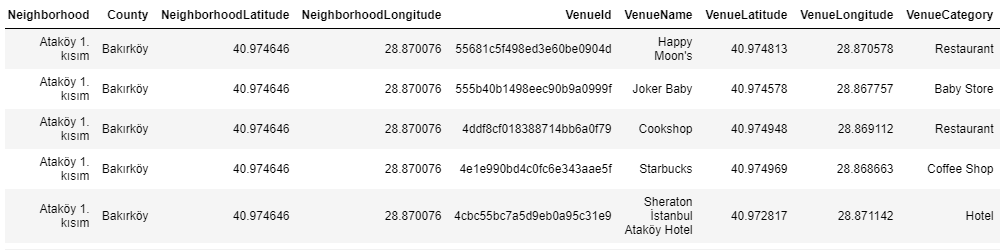 Neighborhood County NeighborhoodLatitude NeighborhoodLongitude VenueId VenueName VenueLatitude VenueLongitude VenueCategory
Ataköy 1. kısım Bakırköy 40.974646 28.870076 55681c5f498ed3e60be0904d Happy Moon's 40.974813 28.870578 Restaurant
Ataköy 1. kısım Bakırköy 40.974646 28.870076 555b40b1498eec90b9a0999f Joker Baby 40.974578 28.867757 Baby Store
Ataköy 1. kısım Bakırköy 40.974646 28.870076 4ddf8cf018388714bb6a0f79 Cookshop 40.974948 28.869112 Restaurant
Ataköy 1. kısım Bakırköy 40.974646 28.870076 4e1e990bd4c0fc6e343aae5f Starbucks 40.974969 28.868663 Coffee Shop
Ataköy 1. kısım Bakırköy 40.974646 28.870076 4cbc55bc7a5d9eb0a95c31e9 Sheraton İstanbul Ataköy Hotel 40.972817 28.871142 Hotel